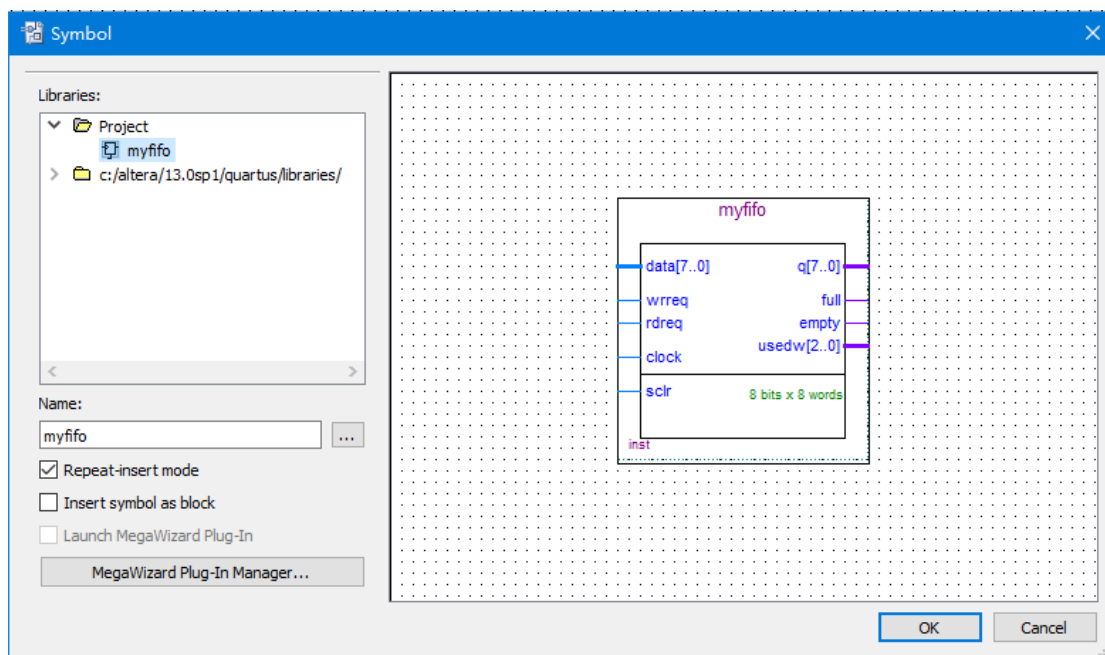 Symbol
Libraries:
Project
myfifo
c:/altera/13.0sp1/quartus/libraries/
Name:
myfifo
...
Repeat-insert mode
Insert symbol as block
Launch MegaWizard Plug-In
MegaWizard Plug-In Manager...
myfifo
data[7..0] q[7..0]
wrreq full
rdreq empty
usedw[2..0]
clock
sclr 8 bits x 8 words
inst
OK Cancel